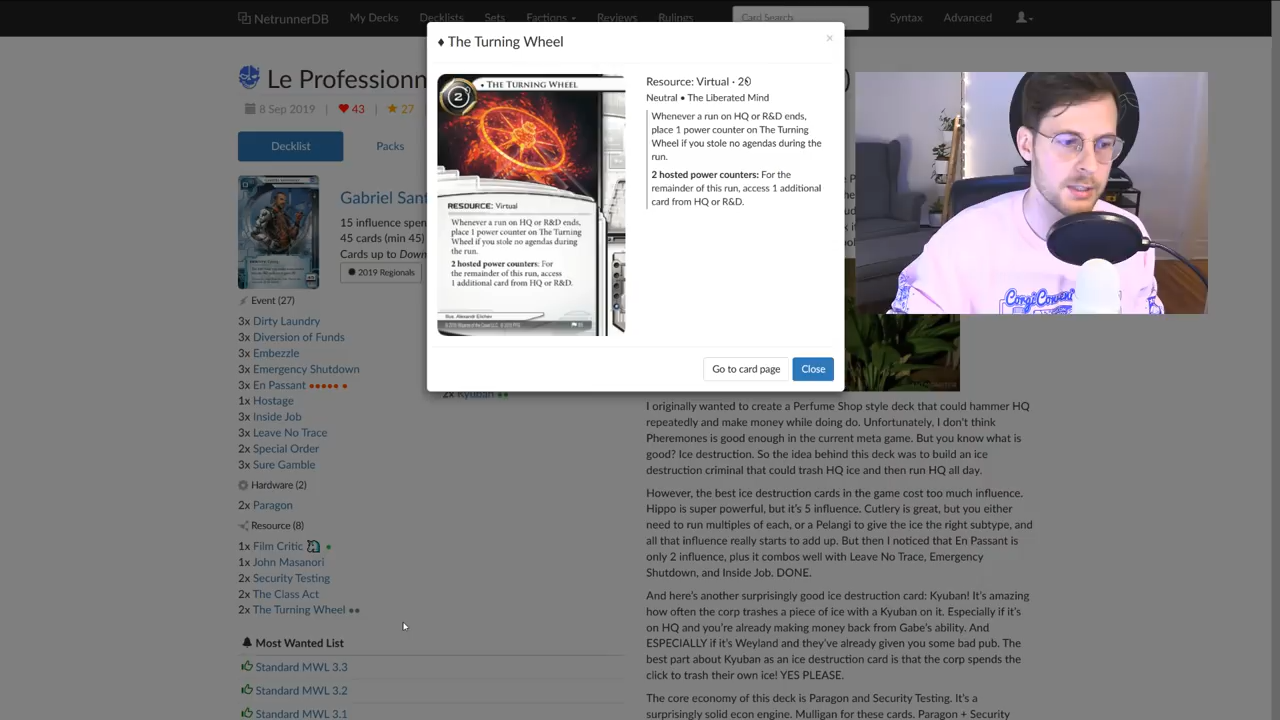 NetrunnerDB My Decks Decklists Sets Factions Reviews Rulings Card Search Syntax Advanced
♦ The Turning Wheel
×
Le Professionn
8 Sep 2019 43 27
Decklist Packs
Gabriel Sant
15 influence spen
45 cards (min 45)
Cards up to Down
2019 Regionals
Event (27)
3x Dirty Laundry
3x Diversion of Funds
3x Embezzle
3x Emergency Shutdown
3x En Passant
1x Hostage
3x Inside Job
3x Leave No Trace
2x Special Order
3x Sure Gamble
Hardware (2)
2x Paragon
Resource (8)
1x Film Critic
1x John Masanori
2x Security Testing
2x The Class Act
2x The Turning Wheel
Most Wanted List
Standard MWL 3.3
Standard MWL 3.2
Standard MWL 3.1
2x Kyuban
2
♦ THE TURNING WHEEL
RESOURCE: Virtual
Whenever a run on HQ or R&D ends,
place 1 power counter on The Turning
Wheel if you stole no agendas during
the run.
2 hosted power counters: For
the remainder of this run, access
1 additional card from HQ or R&D.
Resource: Virtual • 2
Neutral • The Liberated Mind
Whenever a run on HQ or R&D ends,
place 1 power counter on The Turning
Wheel if you stole no agendas during the
run.
2 hosted power counters: For the
remainder of this run, access 1 additional
card from HQ or R&D.
Go to card page Close
I originally wanted to create a Perfume Shop style deck that could hammer HQ
repeatedly and make money while doing do. Unfortunately, I don't think
Pheremones is good enough in the current meta game. But you know what is
good? Ice destruction. So the idea behind this deck was to build an ice
destruction criminal that could trash HQ ice and then run HQ all day.
However, the best ice destruction cards in the game cost too much influence.
Hippo is super powerful, but it's 5 influence. Cutlery is great, but you either
need to run multiples of each, or a Pelangi to give the ice the right subtype, and
all that influence really starts to add up. But then I noticed that En Passant is
only 2 influence, plus it combos well with Leave No Trace, Emergency
Shutdown, and Inside Job. DONE.
And here's another surprisingly good ice destruction card: Kyuban! It's amazing
how often the corp trashes a piece of ice with a Kyuban on it. Especially if it's
on HQ and you're already making money back from Gabe's ability. And
ESPECIALLY if it's Weyland and they've already given you some bad pub. The
best part about Kyuban as an ice destruction card is that the corp spends the
click to trash their own ice! YES PLEASE.
The core economy of this deck is Paragon and Security Testing. It's a
surprisingly solid econ engine. Mulligan for these cards. Paragon + Security